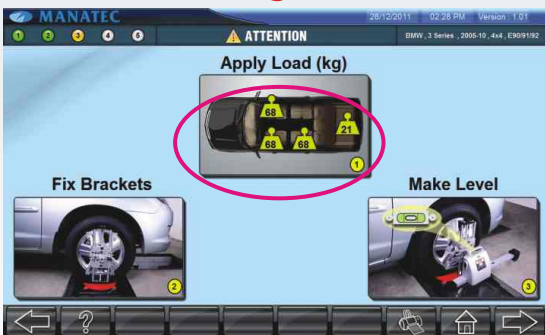 MANATEC
28/12/2011 02.28 PM Version : 1.01
1 2 3 4 5
ATTENTION
BMW , 3 Series , 2005-10 , 4x4 , E90/91/92
Apply Load (kg)
68
21
68 68
1
Fix Brackets
Make Level
2
3
?